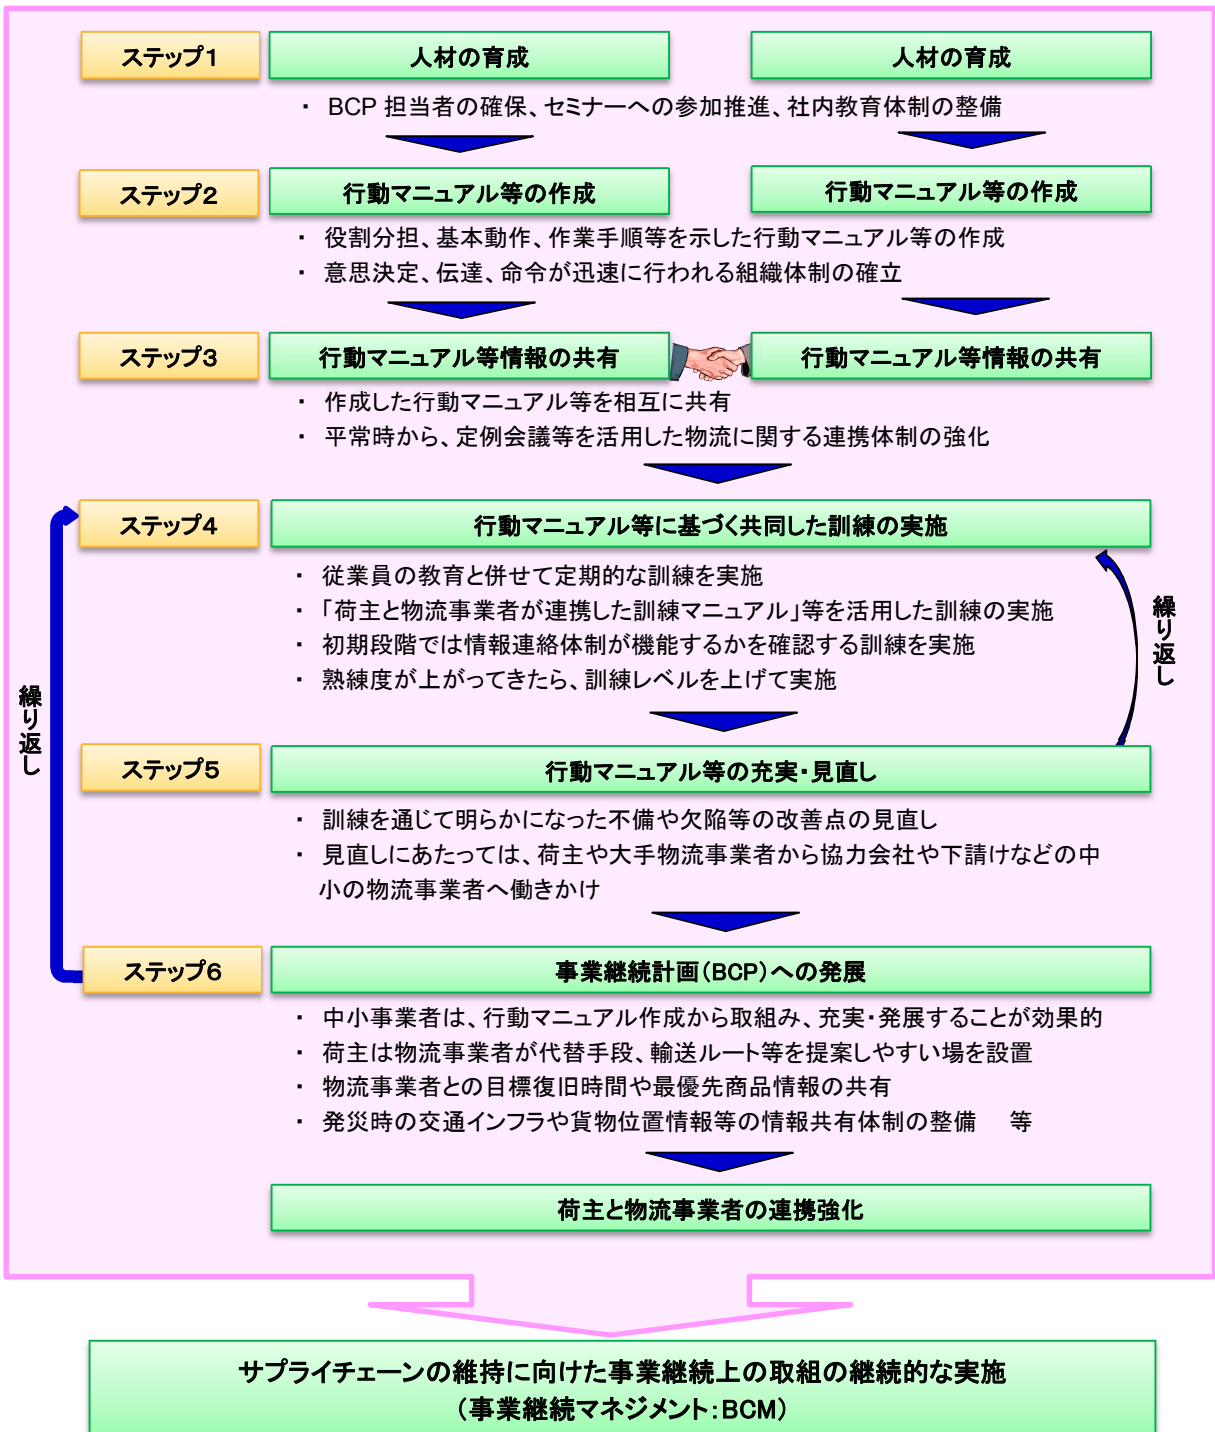 ステップ1
人材の育成
人材の育成
・ BCP 担当者の確保、セミナーへの参加推進、社内教育体制の整備
ステップ2
行動マニュアル等の作成
行動マニュアル等の作成
・ 役割分担、基本動作、作業手順等を示した行動マニュアル等の作成
・ 意思決定、伝達、命令が迅速に行われる組織体制の確立
ステップ3
行動マニュアル等情報の共有
行動マニュアル等情報の共有
・ 作成した行動マニュアル等を相互に共有
・ 平常時から、定例会議等を活用した物流に関する連携体制の強化
ステップ4
行動マニュアル等に基づく共同した訓練の実施
・ 従業員の教育と併せて定期的な訓練を実施
・ 「荷主と物流事業者が連携した訓練マニュアル」等を活用した訓練の実施
・ 初期段階では情報連絡体制が機能するかを確認する訓練を実施
・ 熟練度が上がってきたら、訓練レベルを上げて実施
繰り返し
繰り返し
ステップ5
行動マニュアル等の充実・見直し
・ 訓練を通じて明らかになった不備や欠陥等の改善点の見直し
・ 見直しにあたっては、荷主や大手物流事業者から協力会社や下請けなどの中
小の物流事業者へ働きかけ
ステップ6
事業継続計画(BCP)への発展
・ 中小事業者は、行動マニュアル作成から取組み、充実・発展することが効果的
・ 荷主は物流事業者が代替手段、輸送ルート等を提案しやすい場を設置
・ 物流事業者との目標復旧時間や最優先商品情報の共有
・ 発災時の交通インフラや貨物位置情報等の情報共有体制の整備 等
荷主と物流事業者の連携強化
サプライチェーンの維持に向けた事業継続上の取組の継続的な実施
(事業継続マネジメント:BCM)